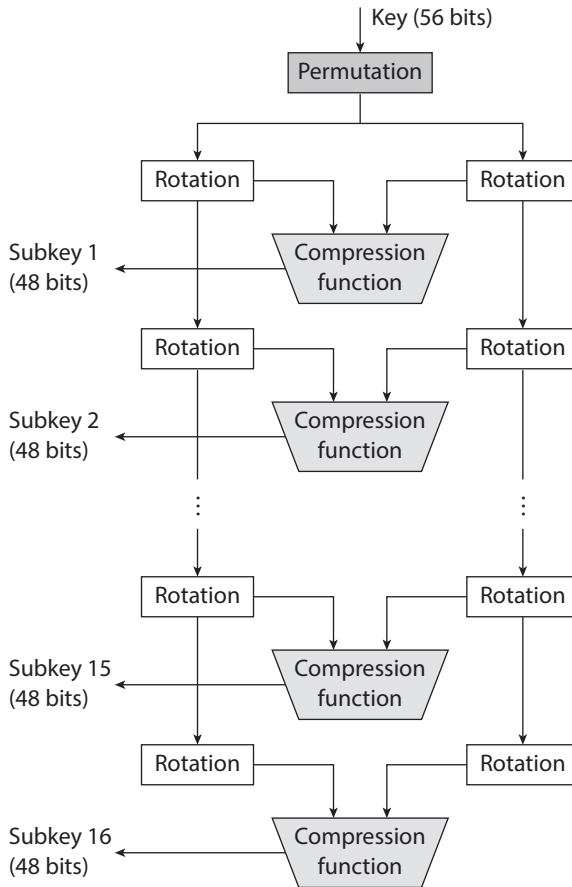 Key (56 bits)
Permutation
Rotation
Rotation
Subkey 1
(48 bits)
Compression
function
Rotation
Rotation
Subkey 2
(48 bits)
Compression
function
⋮
⋮
Rotation
Rotation
Subkey 15
(48 bits)
Compression
function
Rotation
Rotation
Subkey 16
(48 bits)
Compression
function